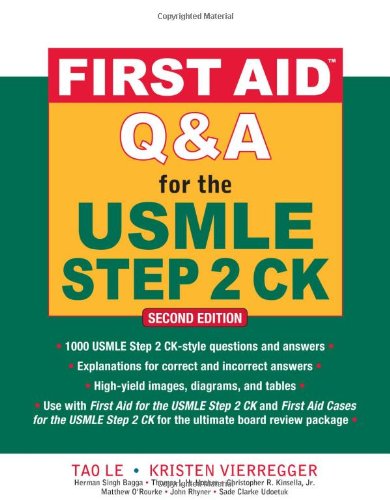 Copyrighted Material
FIRST AID™
Q&A
for the
USMLE
STEP 2 CK
SECOND EDITION
• 1000 USMLE Step 2 CK-style questions and answers •
• Explanations for correct and incorrect answers •
• High-yield images, diagrams, and tables •
• Use with First Aid for the USMLE Step 2 CK and First Aid Cases
for the USMLE Step 2 CK for the ultimate board review package •
TAO LE • KRISTEN VIERREGGER
Herman Singh Bagga • Thomas • Christopher R. Kinsella, Jr.
Matthew O'Rourke • John Rhyner • Sade Clarke Udoetuk
Copyrighted Material